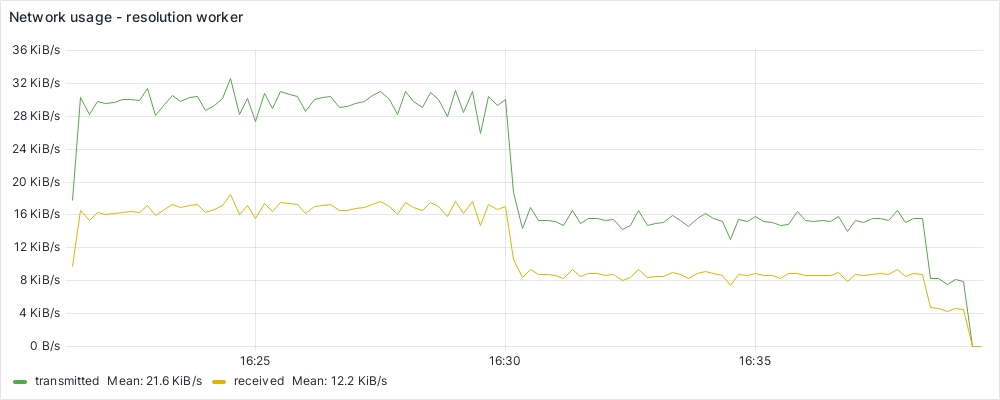 Network usage - resolution worker
36 KiB/s
32 KiB/s
28 KiB/s
24 KiB/s
20 KiB/s
16 KiB/s
12 KiB/s
8 KiB/s
4 KiB/s
0 B/s
16:25 16:30 16:35
transmitted Mean: 21.6 KiB/s received Mean: 12.2 KiB/s